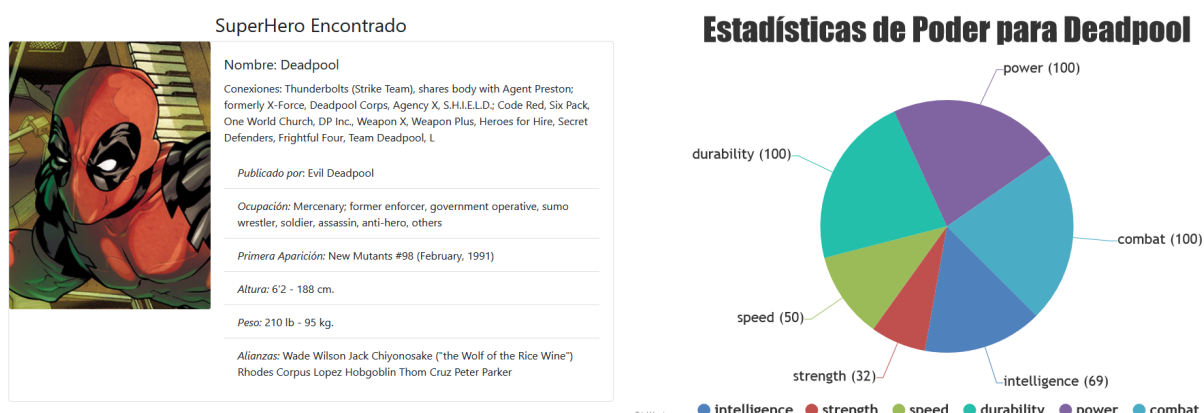 SuperHero Encontrado
Nombre: Deadpool
Conexiones: Thunderbolts (Strike Team), shares body with Agent Preston;
formerly X-Force, Deadpool Corps, Agency X, S.H.I.E.L.D.; Code Red, Six Pack,
One World Church, DP Inc., Weapon X, Weapon Plus, Heroes for Hire, Secret
Defenders, Frightful Four, Team Deadpool, L
Publicado por: Evil Deadpool
Ocupación: Mercenary; former enforcer, government operative, sumo
wrestler, soldier, assassin, anti-hero, others
Primera Aparición: New Mutants #98 (February, 1991)
Altura: 6'2 - 188 cm.
Peso: 210 lb - 95 kg.
Alianzas: Wade Wilson Jack Chiyonosake ("the Wolf of the Rice Wine")
Rhodes Corpus Lopez Hobgoblin Thom Cruz Peter Parker
Estadísticas de Poder para Deadpool
power (100)
durability (100)
combat (100)
speed (50)
strength (32)
intelligence (69)
intelligence strength speed durability power combat